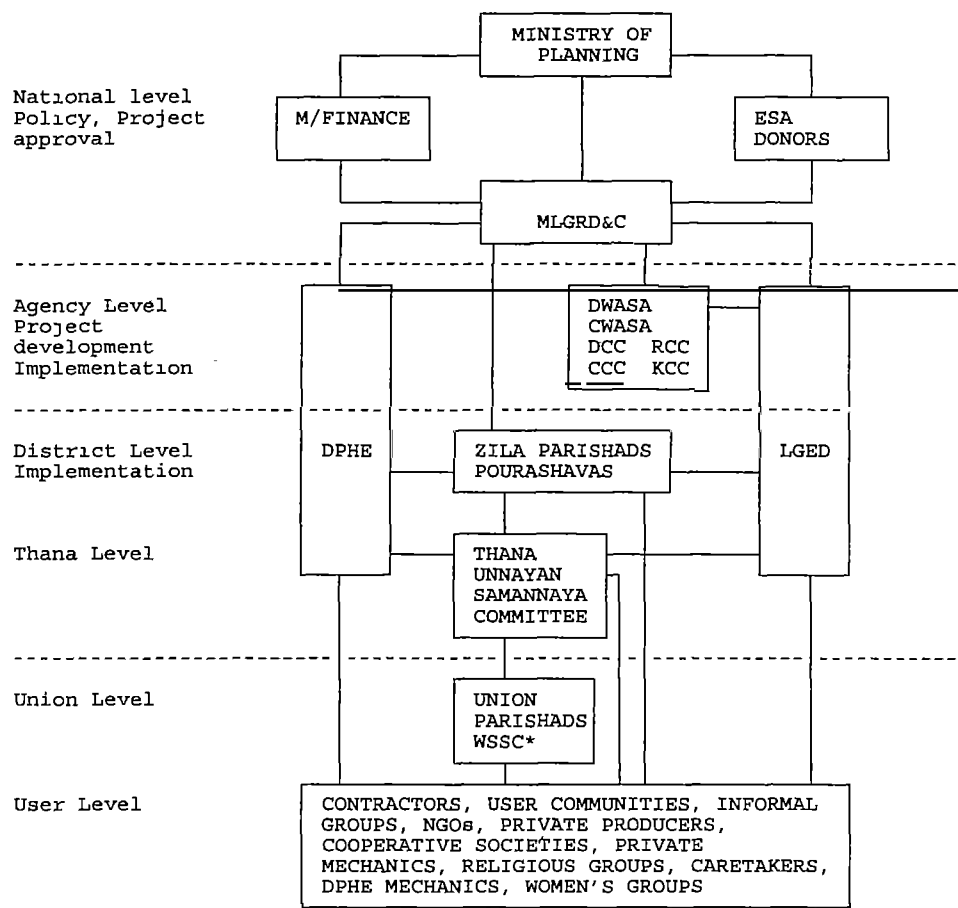 MINISTRY OF
PLANNING
National level
Policy, Project
approval
M/FINANCE
ESA
DONORS
MLGRD&C
Agency Level
Project
development
Implementation
DWASA
CWASA
DCC RCC
CCC KCC
District Level
Implementation
DPHE
ZILA PARISHADS
POURASHAVAS
LGED
Thana Level
THANA
UNNAYAN
SAMANNAYA
COMMITTEE
Union Level
UNION
PARISHADS
WSSC*
User Level
CONTRACTORS, USER COMMUNITIES, INFORMAL
GROUPS, NGOs, PRIVATE PRODUCERS,
COOPERATIVE SOCIETIES, PRIVATE
MECHANICS, RELIGIOUS GROUPS, CARETAKERS,
DPHE MECHANICS, WOMEN'S GROUPS